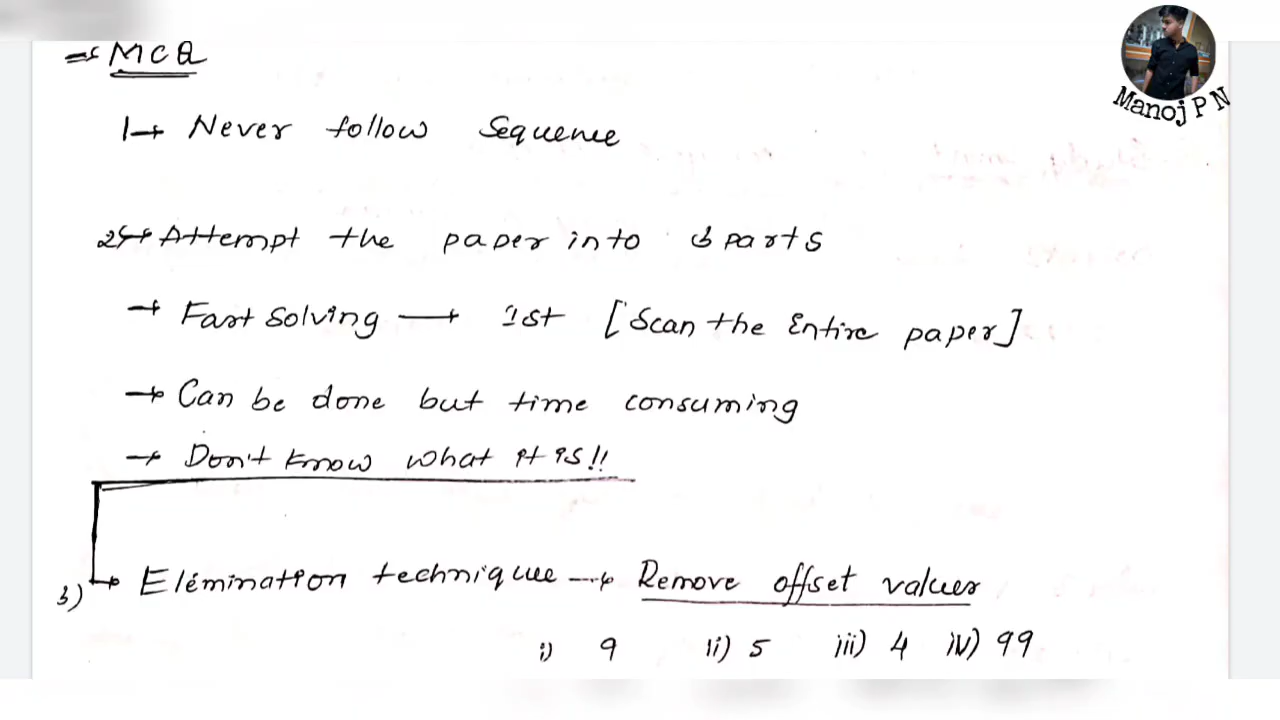 ⇒ MCQ
Manoj P N
1→ Never follow Sequence
2→ Attempt the paper into 3 parts
→ Fast solving → 1st [Scan the Entire paper]
→ Can be done but time consuming
→ Don't know what it is!!
3) → Elimination technique → Remove offset values
i) 9 ii) 5 iii) 4 iv) 99